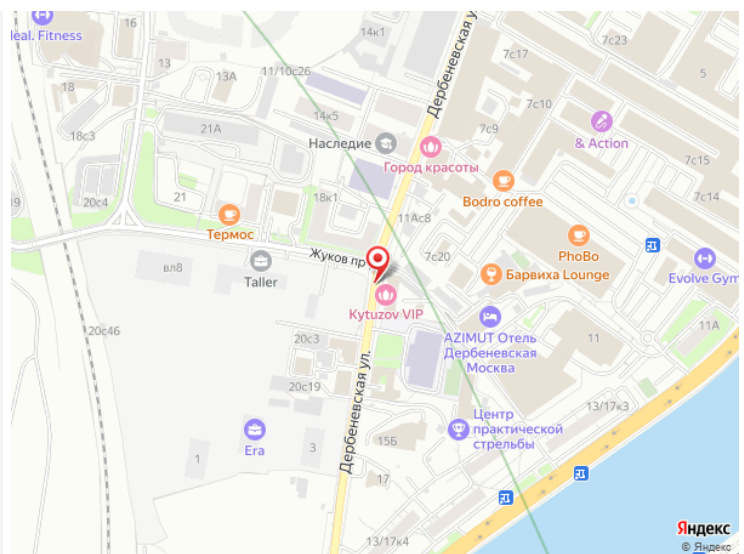 deal. Fitness
16
14к1
Дербеневская ул
7с23
7с22
18
13
13А
11/10с26
5
7с10
14к5
7с9
& Action
18с3
21А
Наследие
Город красоты
7с15
20с4
19
21
18к1
Bodro coffee
7с14
11Ас8
Термос
Жуков пр
7с20
PhoBo
вл8
Taller
Барвиха Lounge
Evolve Gym
Kytuzov VIP
20с46
20с3
AZIMUT Отель
Дербеневская
Москва
11
11А
20с19
Дербеневская ул.
13/17к3
Центр
практической
стрельбы
Era
15Б
1
3
17
13/17к4
Яндекс
© Яндекс